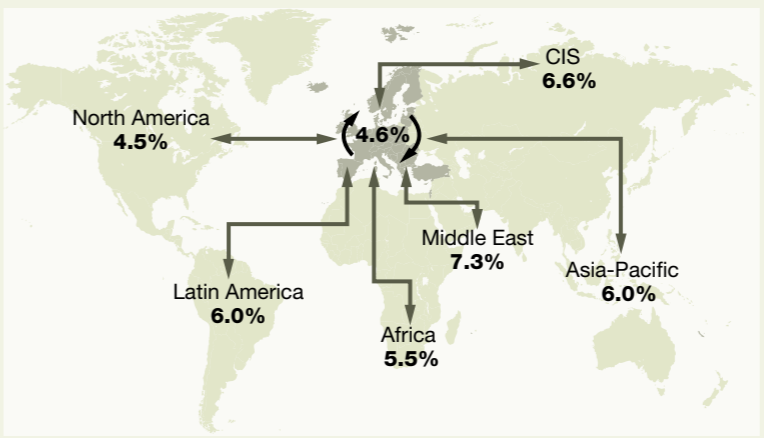 CIS
6.6%
North America
4.5%
4.6%
Middle East
7.3%
Asia-Pacific
6.0%
Latin America
6.0%
Africa
5.5%